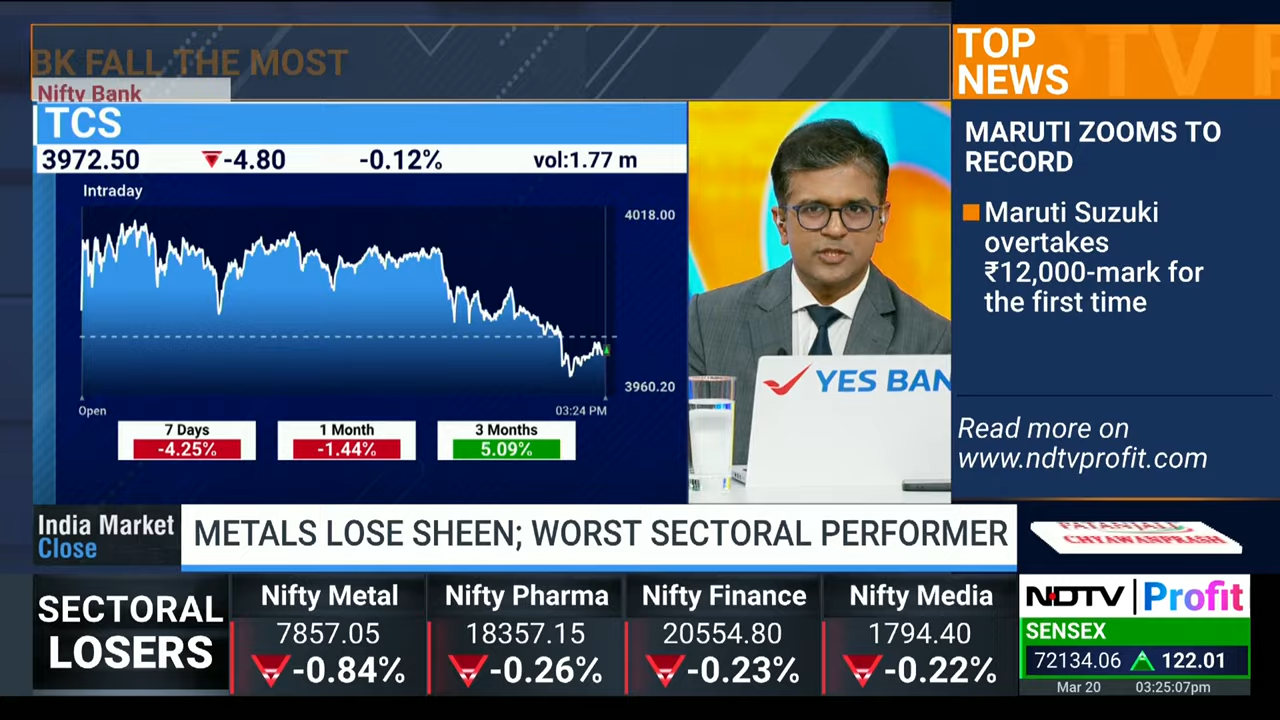 BK FALL THE MOST
Nifty Bank
TCS
3972.50 -4.80 -0.12% vol:1.77 m
Intraday
4018.00
3960.20
Open 03:24 PM
7 Days
-4.25%
1 Month
-1.44%
3 Months
5.09%
YES BAN
TOP
NEWS
MARUTI ZOOMS TO
RECORD
Maruti Suzuki
overtakes
₹12,000-mark for
the first time
Read more on
www.ndtvprofit.com
India Market
Close
METALS LOSE SHEEN; WORST SECTORAL PERFORMER
PATANJALI
CHYAWANPRASH
SECTORAL
LOSERS
Nifty Metal
7857.05
-0.84%
Nifty Pharma
18357.15
-0.26%
Nifty Finance
20554.80
-0.23%
Nifty Media
1794.40
-0.22%
NDTV Profit
SENSEX
72134.06 122.01
Mar 20 03:25:07pm